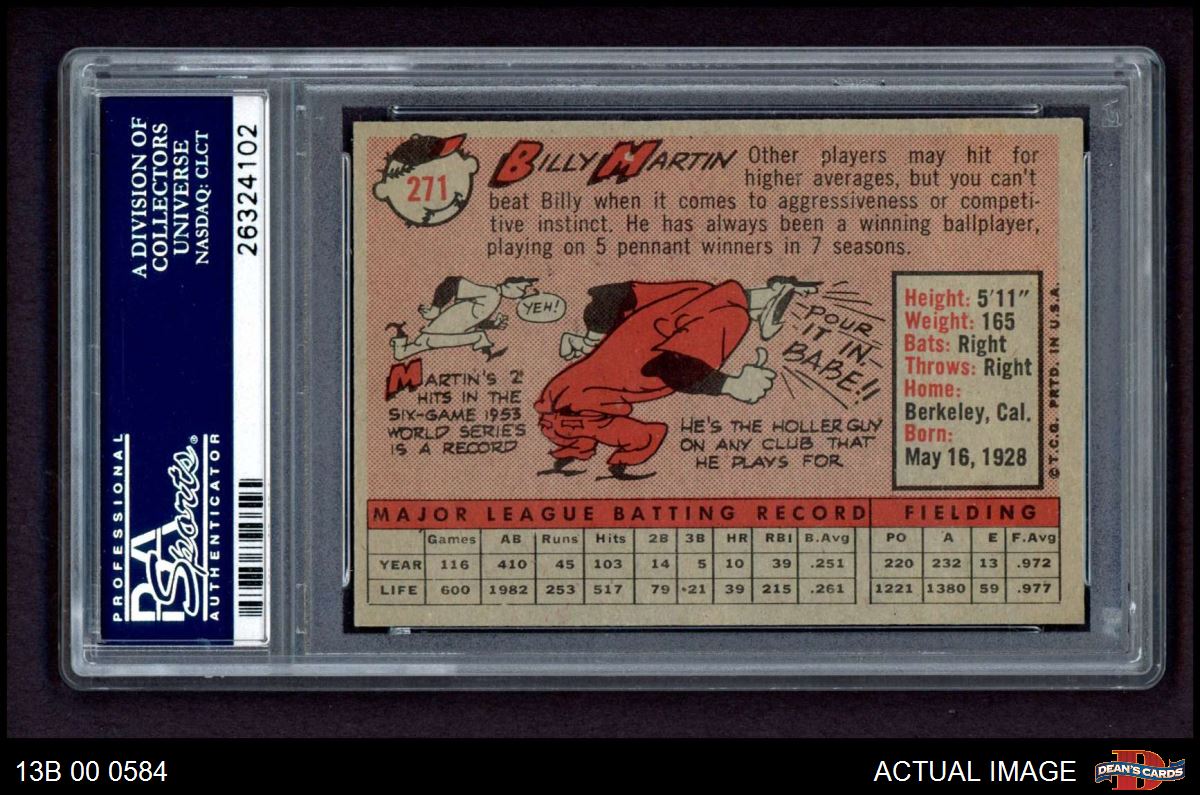 A DIVISION OF
COLLECTORS
UNIVERSE
NASDAQ: CLCT
26324102
PROFESSIONAL
PSA
Sports®
AUTHENTICATOR
271
BILLY MARTIN
Other players may hit for
higher averages, but you can't
beat Billy when it comes to aggressiveness or competi-
tive instinct. He has always been a winning ballplayer,
playing on 5 pennant winners in 7 seasons.
YEH!
MARTIN'S 2
HITS IN THE
SIX-GAME 1953
WORLD SERIES
IS A RECORD
POUR
IT IN
BABE!!
HE'S THE HOLLER GUY
ON ANY CLUB THAT
HE PLAYS FOR
Height: 5'11"
Weight: 165
Bats: Right
Throws: Right
Home:
Berkeley, Cal.
Born:
May 16, 1928
©T.C.G. PRTD. IN U.S.A.
MAJOR LEAGUE BATTING RECORD FIELDING
Games AB Runs Hits 2B 3B HR RBI B.Avg PO A E F.Avg
YEAR 116 410 45 103 14 5 10 39 .251 220 232 13 .972
LIFE 600 1982 253 517 79 21 39 215 .261 1221 1380 59 .977
13B 00 0584
ACTUAL IMAGE
D
DEAN'S CARDS